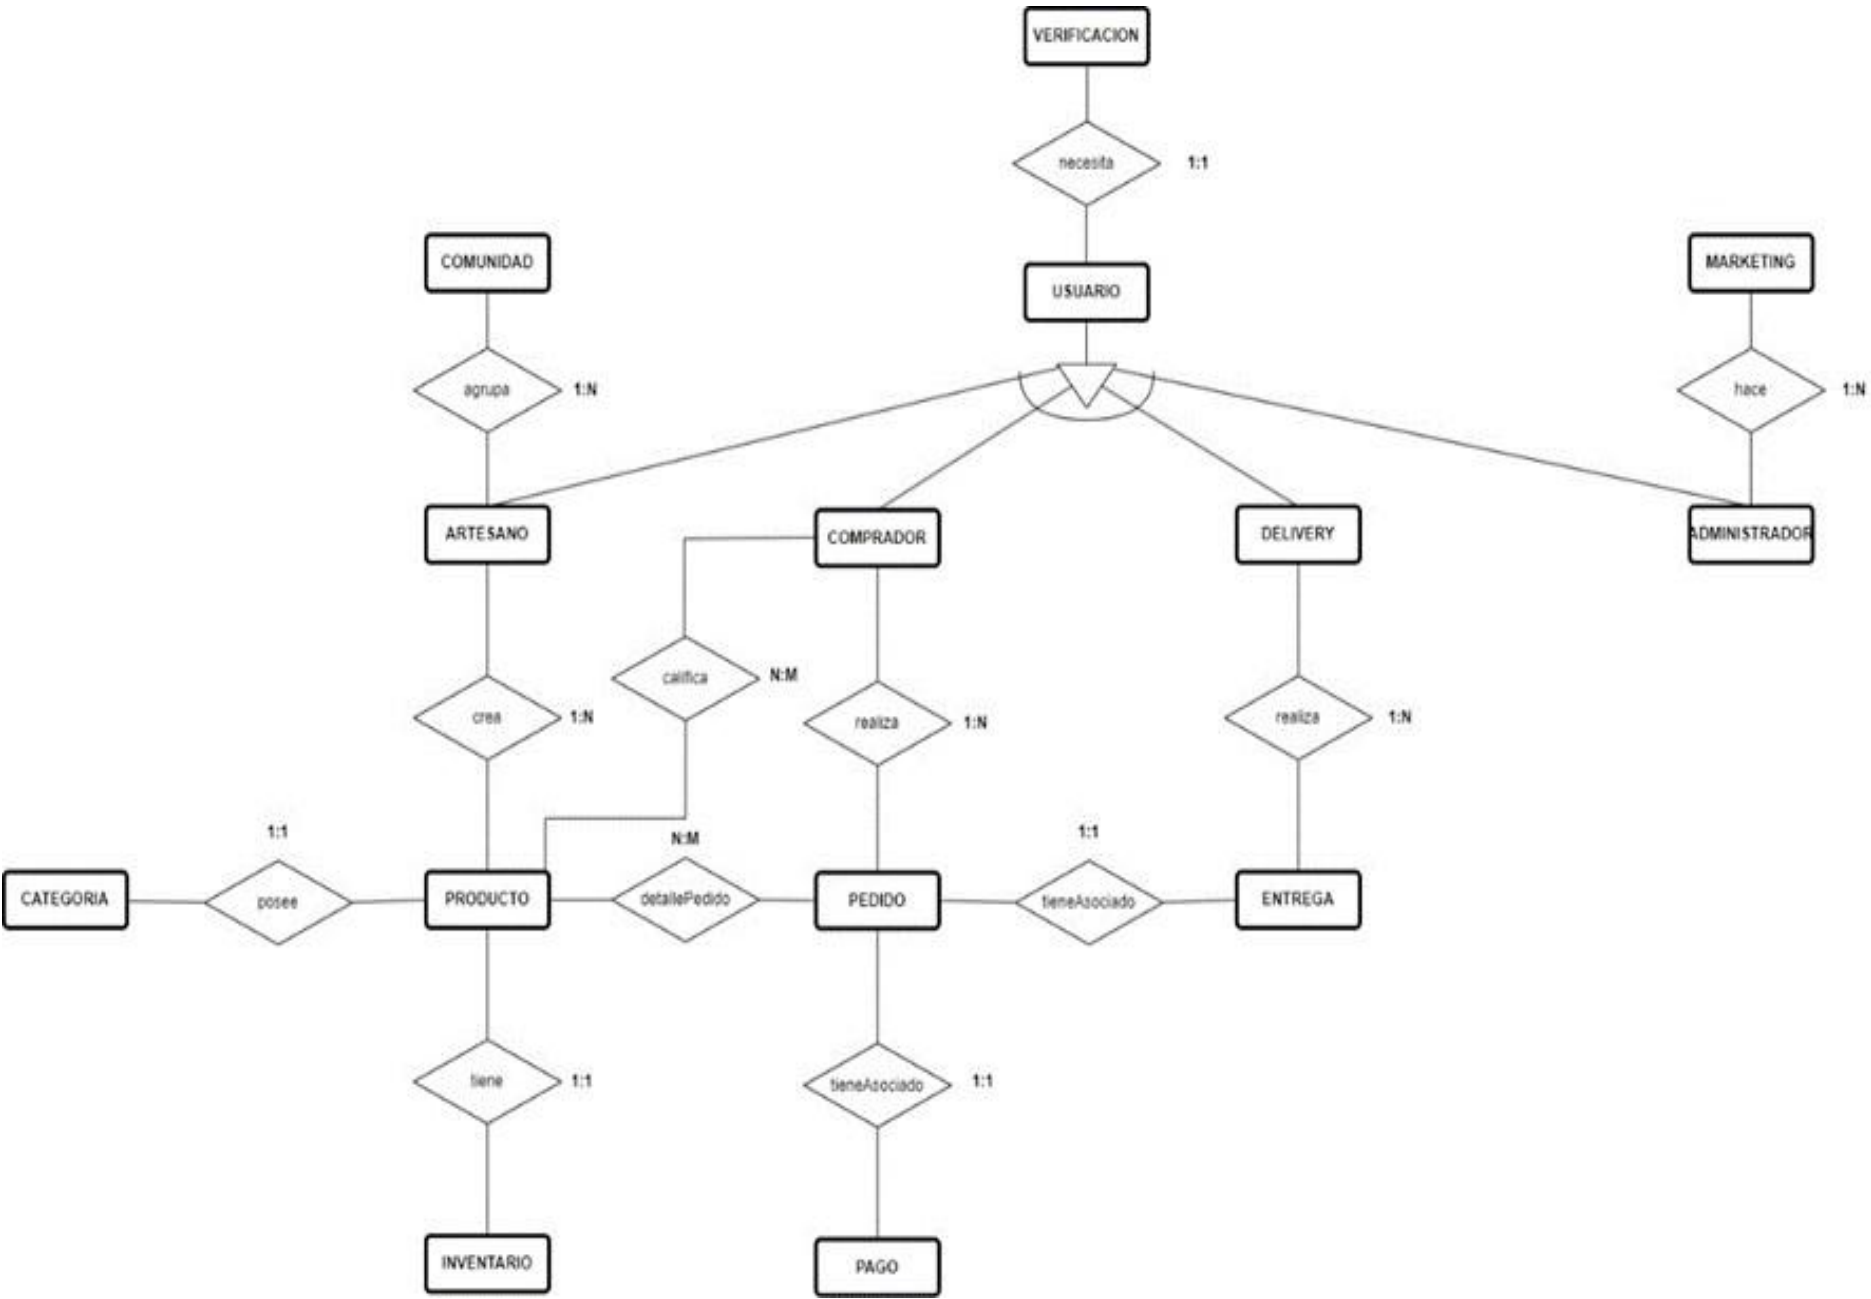 VERIFICACION
necesita
1:1
COMUNIDAD
USUARIO
MARKETING
agrupa
1:N
hace
1:N
ARTESANO
COMPRADOR
DELIVERY
ADMINISTRADOR
califica
N:M
crea
1:N
realiza
1:N
realiza
1:N
1:1
N:M
1:1
CATEGORIA
posee
PRODUCTO
detallePedido
PEDIDO
tieneAsociado
ENTREGA
tiene
1:1
tieneAsociado
1:1
INVENTARIO
PAGO